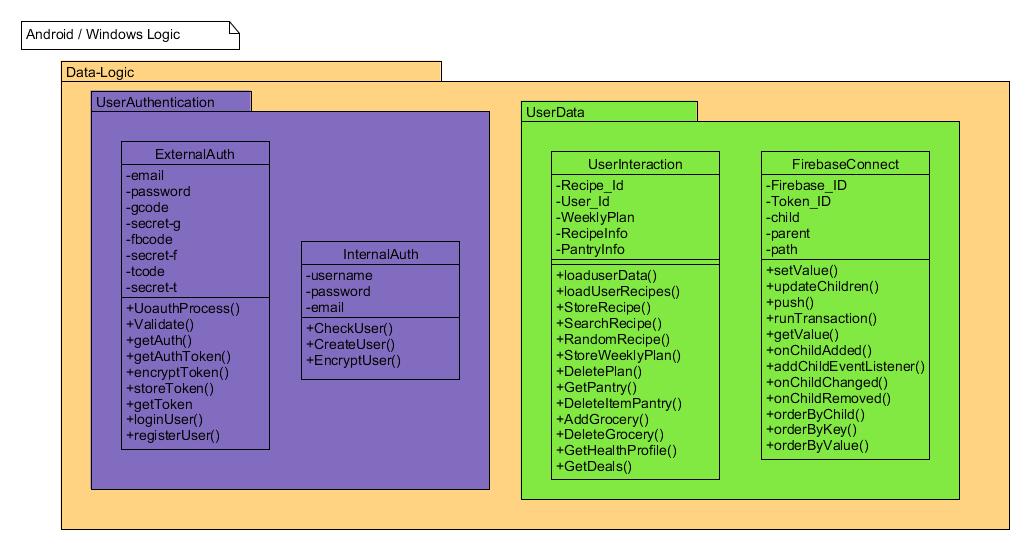 Android / Windows Logic
Data-Logic
UserAuthentication
ExternalAuth
-email
-password
-gcode
-secret-g
-fbcode
-secret-f
-tcode
-secret-t
+UoauthProcess()
+Validate()
+getAuth()
+getAuthToken()
+encryptToken()
+storeToken()
+getToken
+loginUser()
+registerUser()
InternalAuth
-username
-password
-email
+CheckUser()
+CreateUser()
+EncryptUser()
UserData
UserInteraction
-Recipe_Id
-User_Id
-WeeklyPlan
-RecipeInfo
-PantryInfo
+loaduserData()
+loadUserRecipes()
+StoreRecipe()
+SearchRecipe()
+RandomRecipe()
+StoreWeeklyPlan()
+DeletePlan()
+GetPantry()
+DeleteItemPantry()
+AddGrocery()
+DeleteGrocery()
+GetHealthProfile()
+GetDeals()
FirebaseConnect
-Firebase_ID
-Token_ID
-child
-parent
-path
+setValue()
+updateChildren()
+push()
+runTransaction()
+getValue()
+onChildAdded()
+addChildEventListener()
+onChildChanged()
+onChildRemoved()
+orderByChild()
+orderByKey()
+orderByValue()